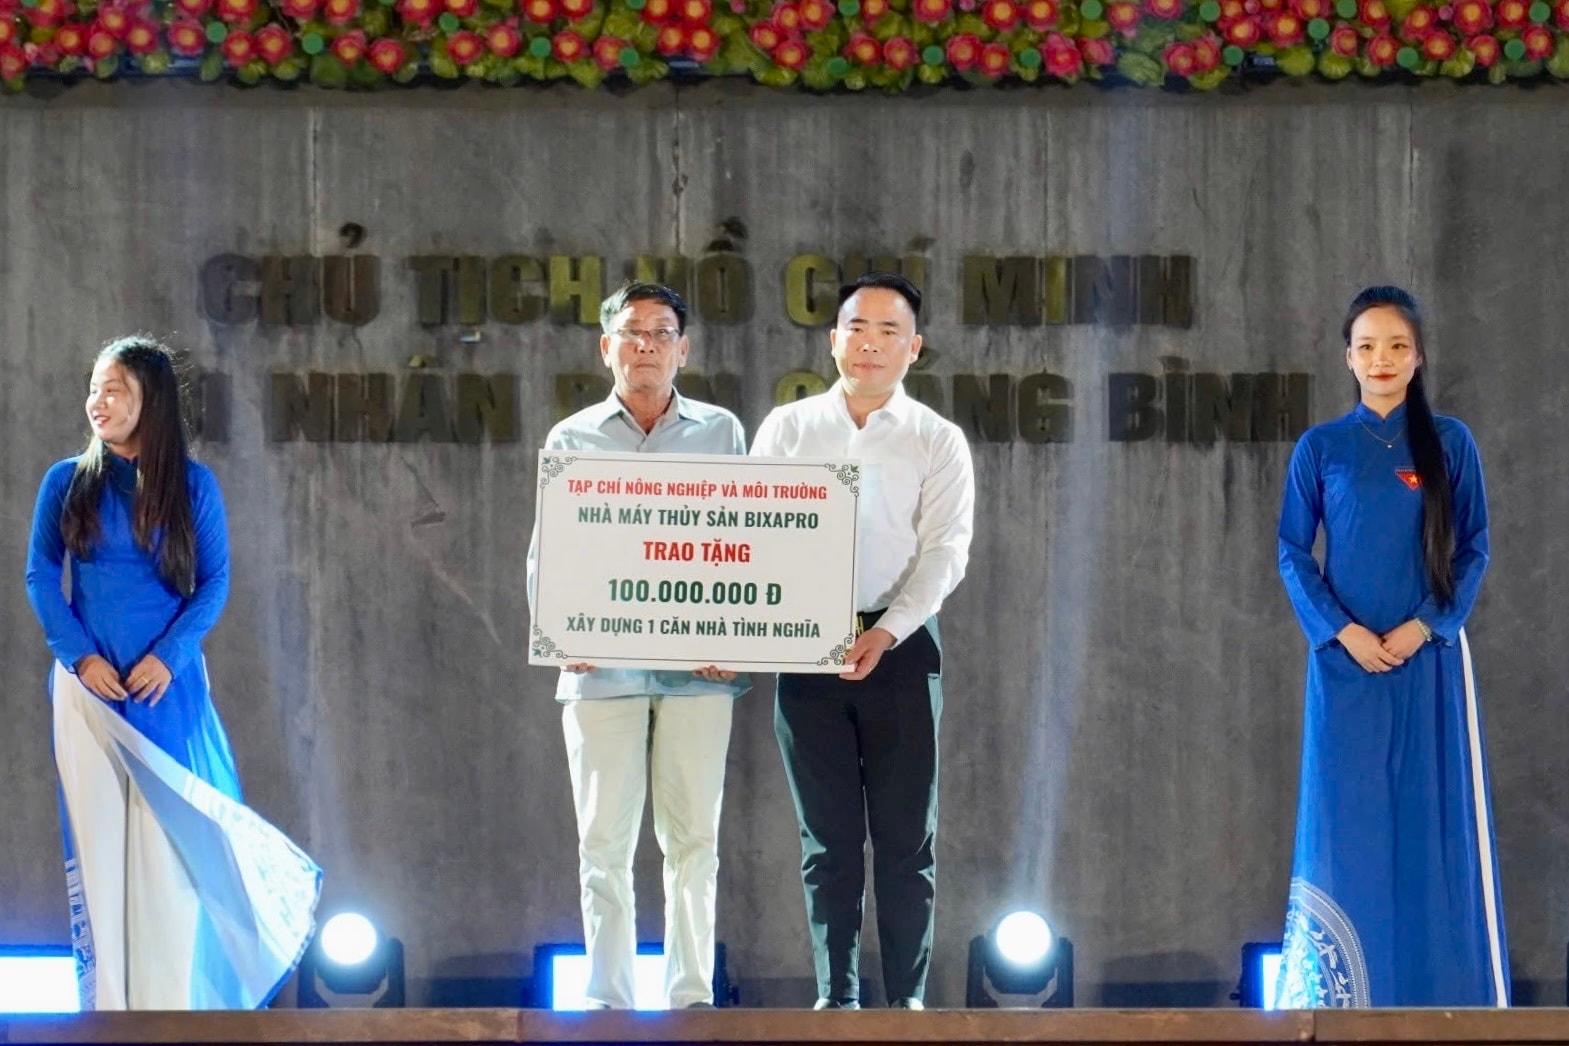 CHỦ TỊCH HỒ CHÍ MINH
NHÂN BÌNH
TẠP CHÍ NÔNG NGHIỆP VÀ MÔI TRƯỜNG
NHÀ MÁY THỦY SẢN BIXAPRO
TRAO TẶNG
100.000.000 Đ
XÂY DỰNG 1 CĂN NHÀ TÌNH NGHĨA